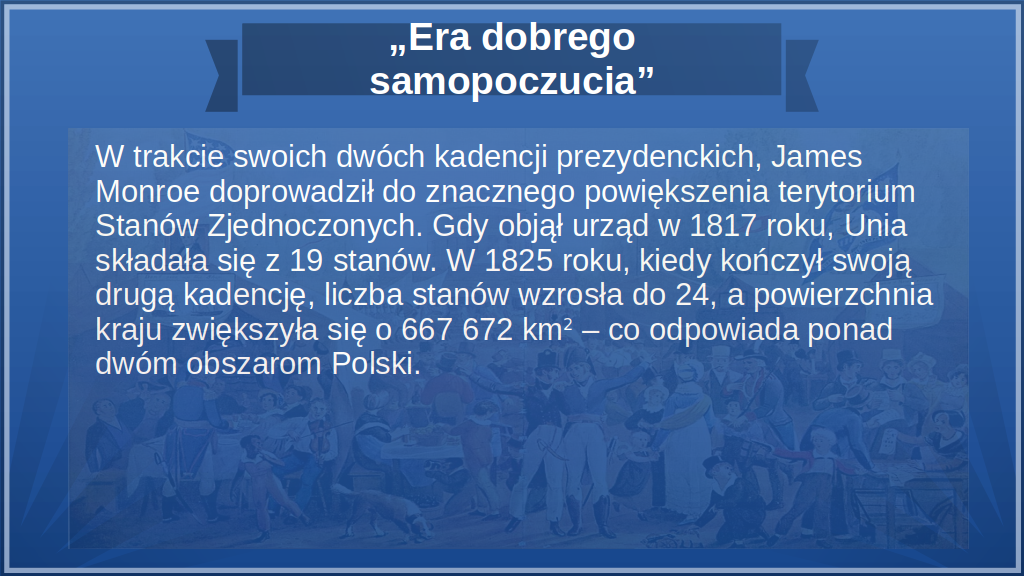 „Era dobrego
samopoczucia”
W trakcie swoich dwóch kadencji prezydenckich, James
Monroe doprowadził do znacznego powiększenia terytorium
Stanów Zjednoczonych. Gdy objął urząd w 1817 roku, Unia
składała się z 19 stanów. W 1825 roku, kiedy kończył swoją
drugą kadencję, liczba stanów wzrosła do 24, a powierzchnia
kraju zwiększyła się o 667 672 km² – co odpowiada ponad
dwóm obszarom Polski.